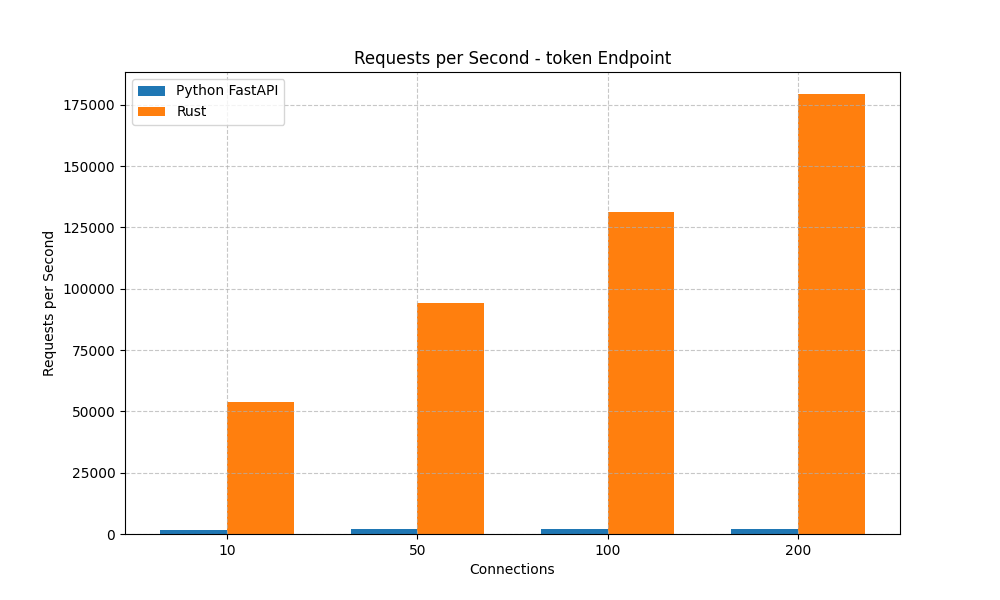 Requests per Second - token Endpoint
Python FastAPI
Rust
Requests per Second
175000
150000
125000
100000
75000
50000
25000
0
10 50 100 200
Connections